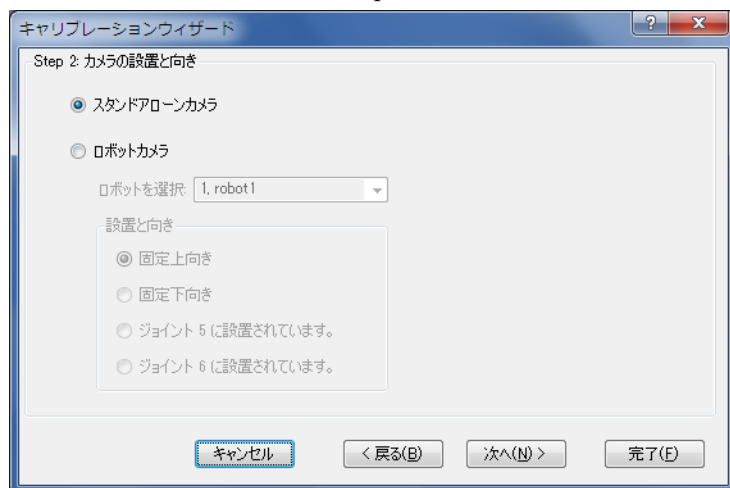 キャリブレーションウィザード
Step 2: カメラの設置と向き
スタンドアローンカメラ
ロボットカメラ
ロボットを選択: 1, robot1
設置と向き
固定上向き
固定下向き
ジョイント 5 に設置されています。
ジョイント 6 に設置されています。
キャンセル < 戻る(B) 次へ(N) > 完了(F)